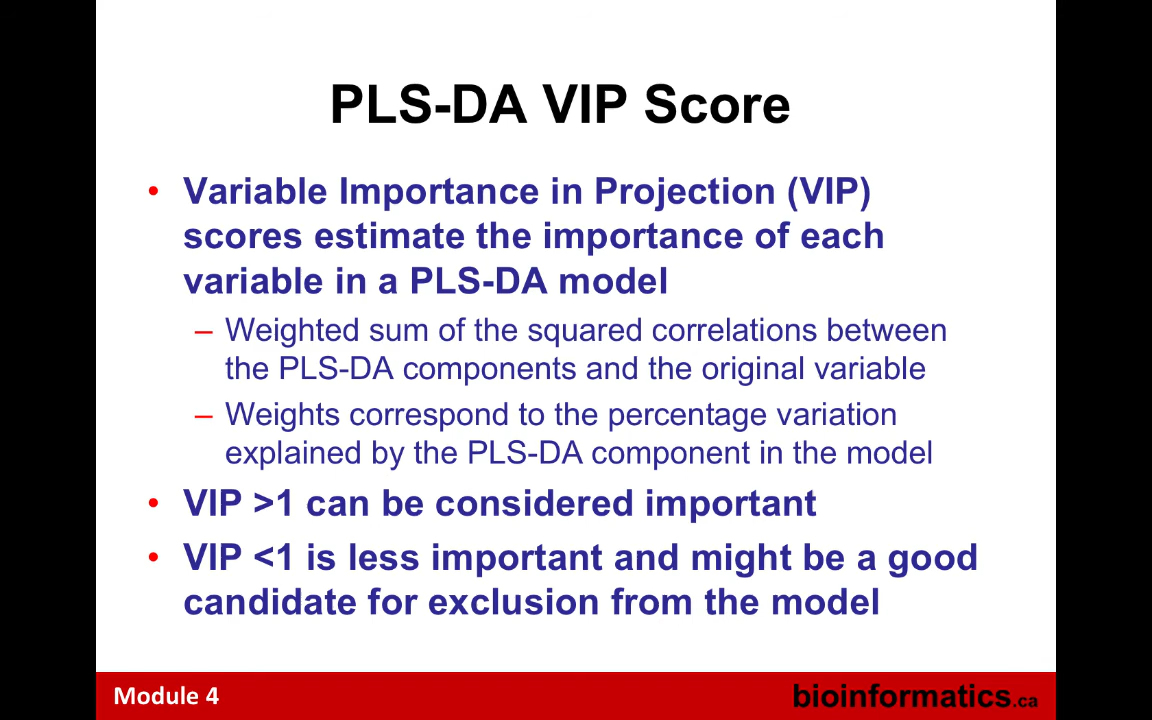 PLS-DA VIP Score
• Variable Importance in Projection (VIP)
scores estimate the importance of each
variable in a PLS-DA model
– Weighted sum of the squared correlations between
the PLS-DA components and the original variable
– Weights correspond to the percentage variation
explained by the PLS-DA component in the model
• VIP >1 can be considered important
• VIP <1 is less important and might be a good
candidate for exclusion from the model
Module 4
bioinformatics.ca